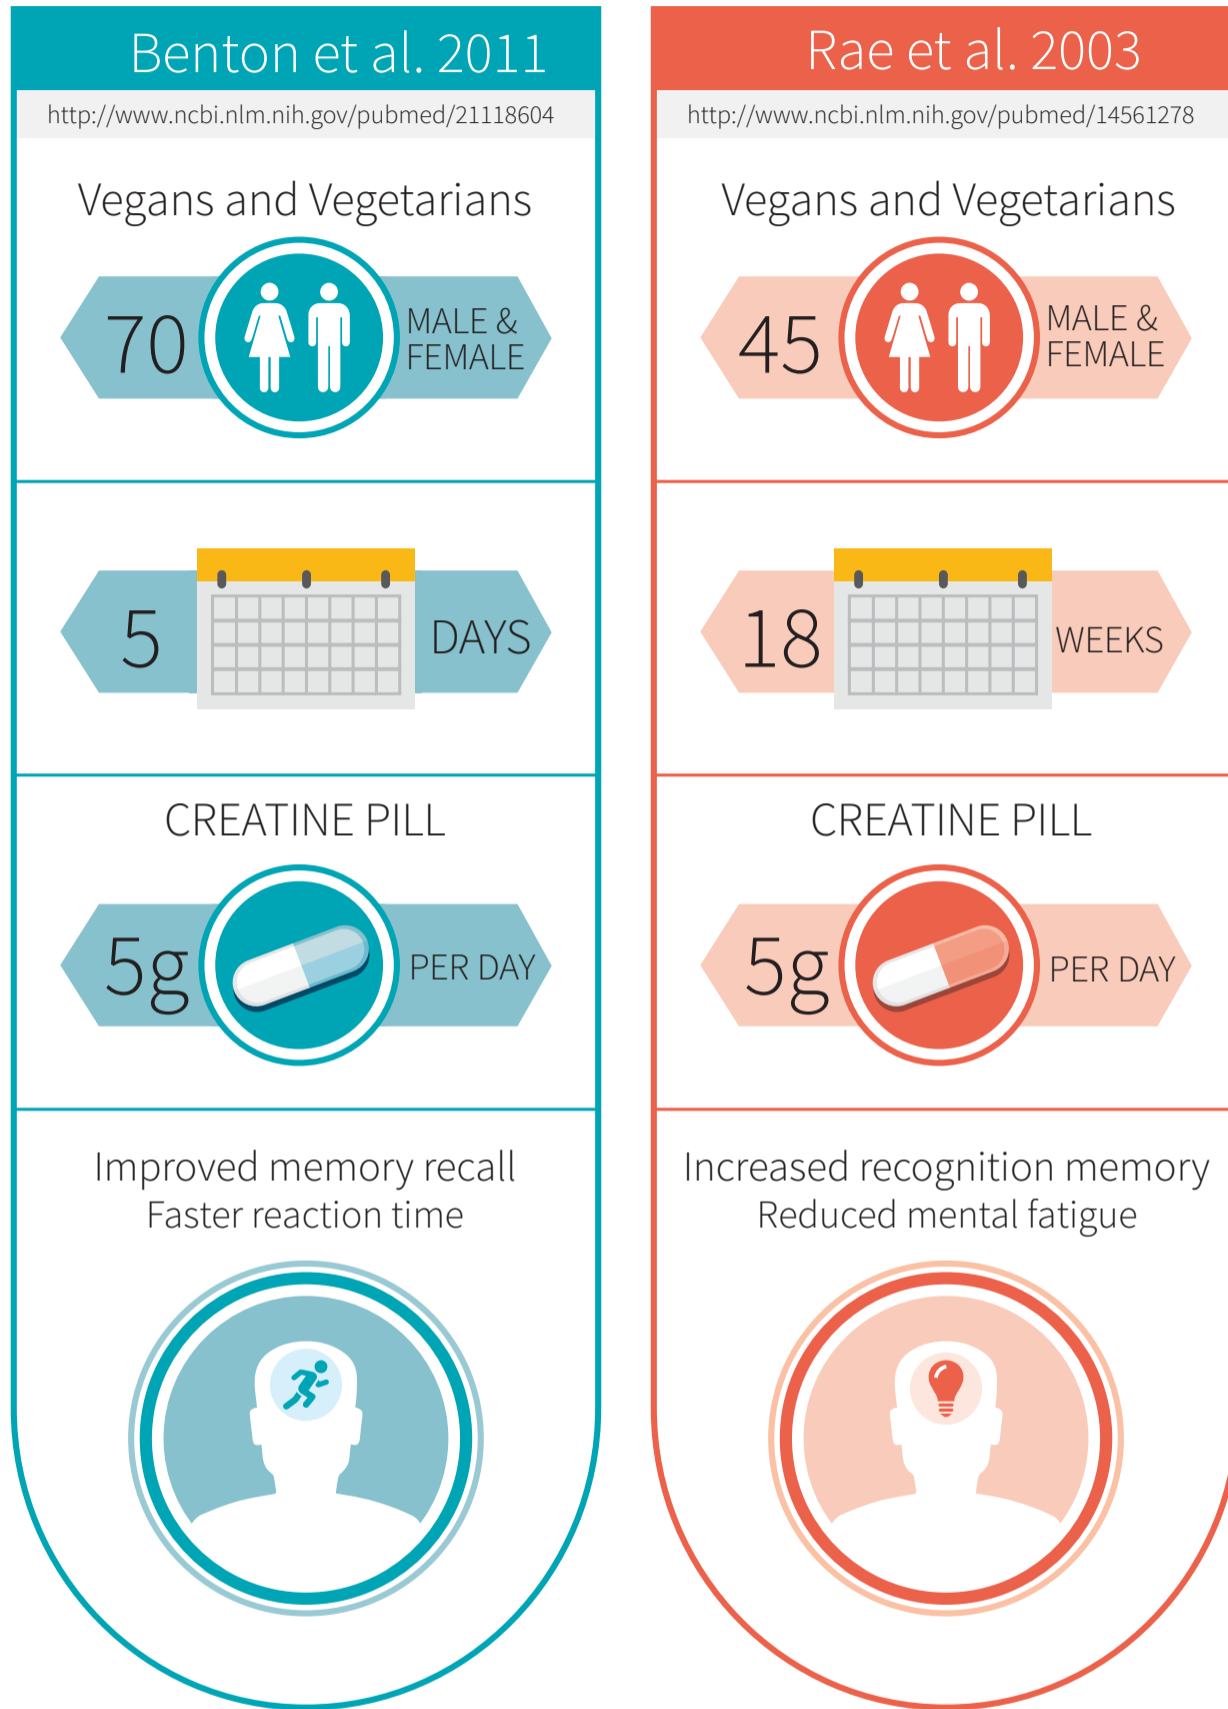 Benton et al. 2011
http://www.ncbi.nlm.nih.gov/pubmed/21118604
Vegans and Vegetarians
70
MALE &
FEMALE
5
DAYS
CREATINE PILL
5g
PER DAY
Improved memory recall
Faster reaction time
Rae et al. 2003
http://www.ncbi.nlm.nih.gov/pubmed/14561278
Vegans and Vegetarians
45
MALE &
FEMALE
18
WEEKS
CREATINE PILL
5g
PER DAY
Increased recognition memory
Reduced mental fatigue